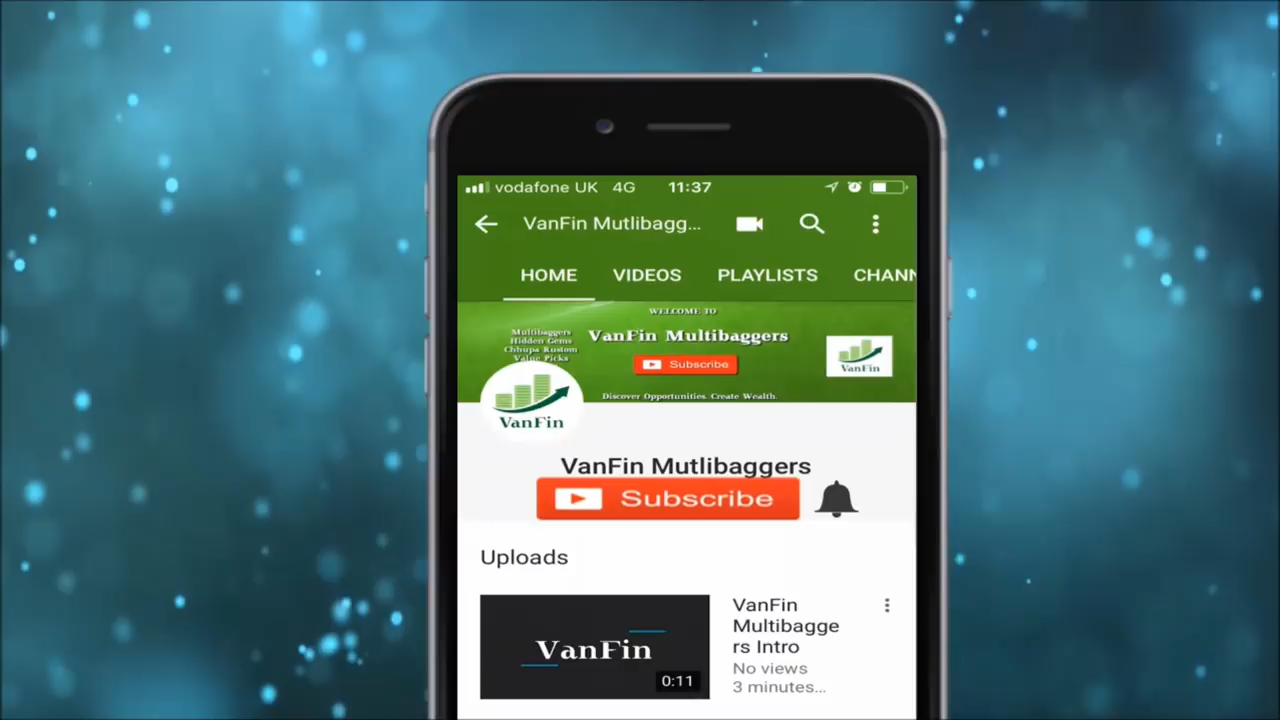 vodafone UK 4G 11:37
VanFin Mutlibagg...
HOME VIDEOS PLAYLISTS CHANN
WELCOME TO
VanFin Multibaggers
Subscribe
Discover Opportunities. Create Wealth.
Multibaggers
Hidden Gems
Chhupa Rustom
Value Picks
VanFin
VanFin
VanFin Mutlibaggers
Subscribe
Uploads
VanFin
0:11
VanFin
Multibagge
rs Intro
No views
3 minutes...